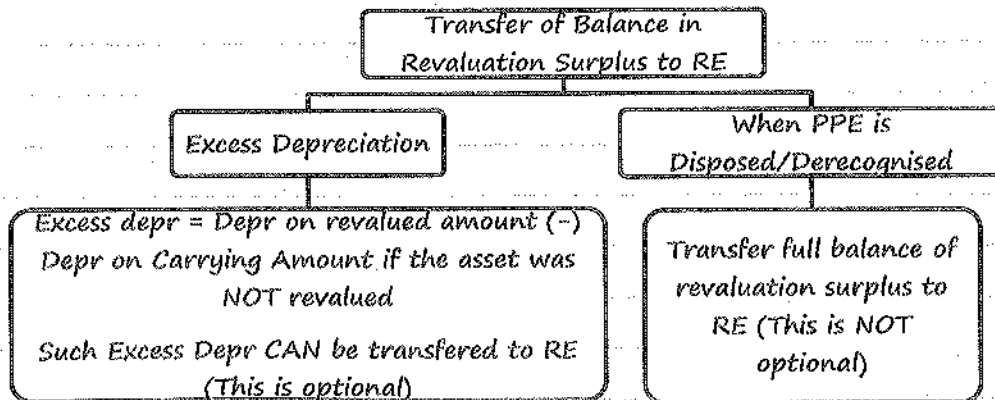 Transfer of Balance in
Revaluation Surplus to RE
Excess Depreciation
When PPE is
Disposed/Derecognised
Excess depr = Depr on revalued amount (-)
Depr on Carrying Amount if the asset was
NOT revalued
Such Excess Depr CAN be transfered to RE
(This is optional)
Transfer full balance of
revaluation surplus to
RE (This is NOT
optional)